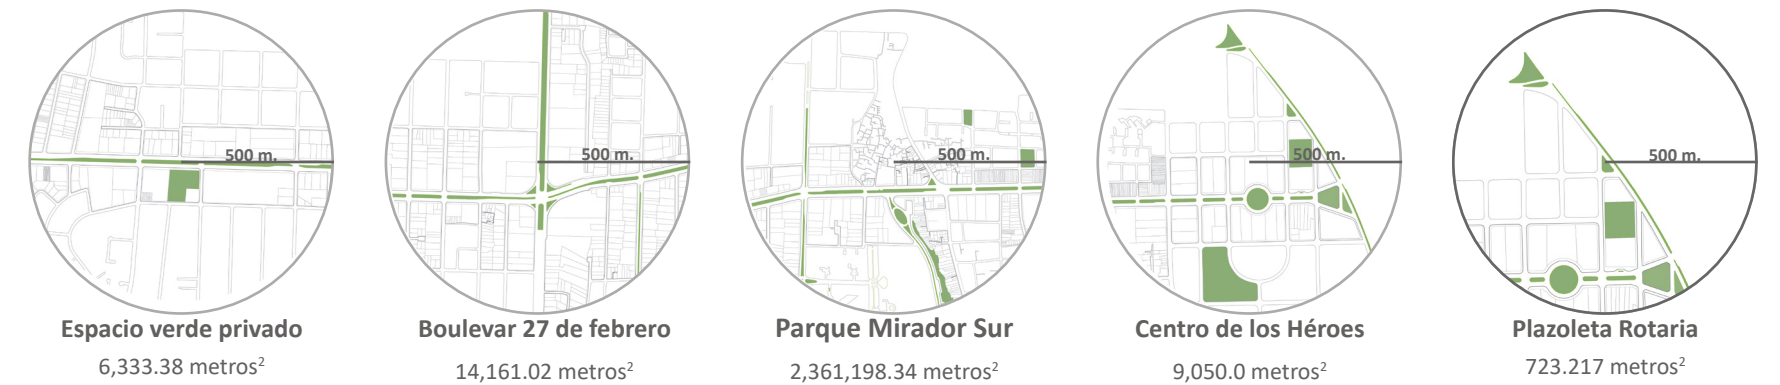 500 m.
500 m.
500 m.
500 m.
500 m.
Espacio verde privado
6,333.38 metros²
Boulevar 27 de febrero
14,161.02 metros²
Parque Mirador Sur
2,361,198.34 metros²
Centro de los Héroes
9,050.0 metros²
Plazoleta Rotaria
723.217 metros²